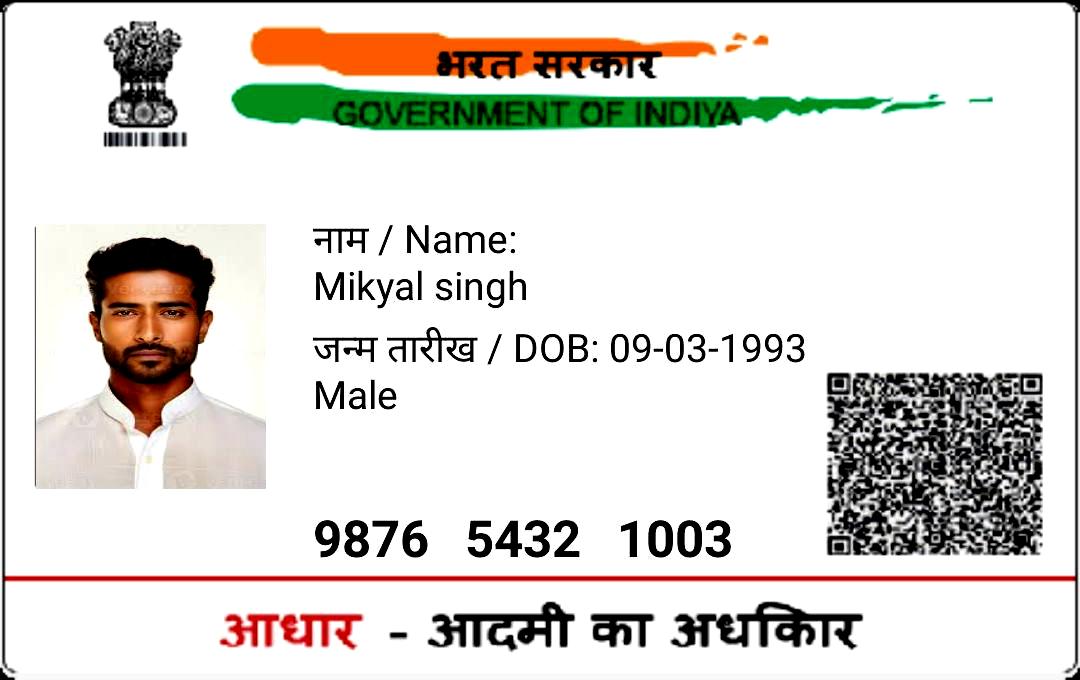 भरत सरकार
GOVERNMENT OF INDIYA
नाम / Name:
Mikyal singh
जन्म तारीख / DOB: 09-03-1993
Male
9876 5432 1003
आधार - आदमी का अधकिार